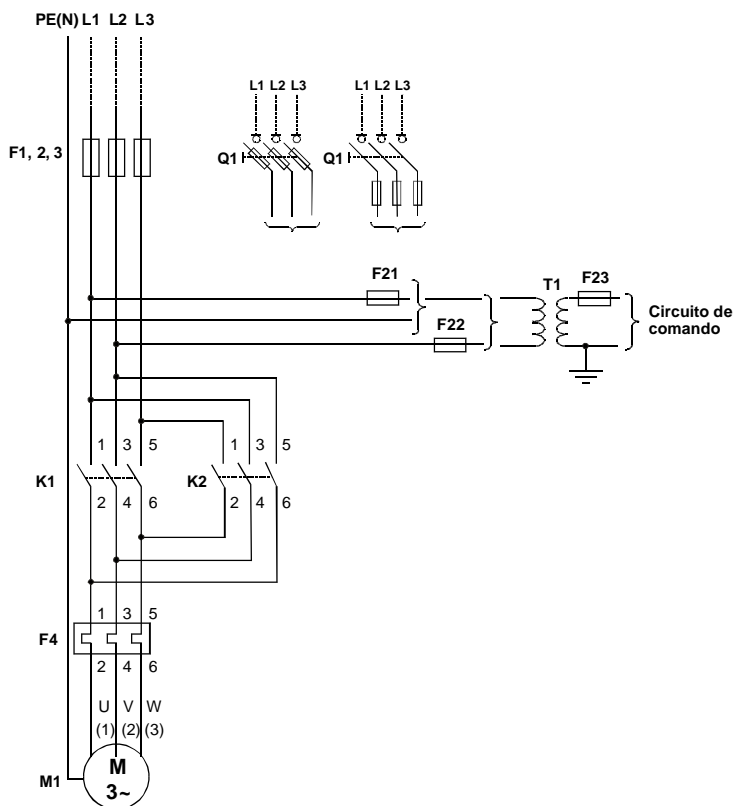 PE(N) L1 L2 L3
L1 L2 L3
L1 L2 L3
F1, 2, 3
Q1
Q1
F21
T1
F23
F22
Circuito de
comando
1 3 5
1 3 5
K1
K2
2 4 6
2 4 6
1 3 5
F4
2 4 6
U V W
(1) (2) (3)
M1
M
3~